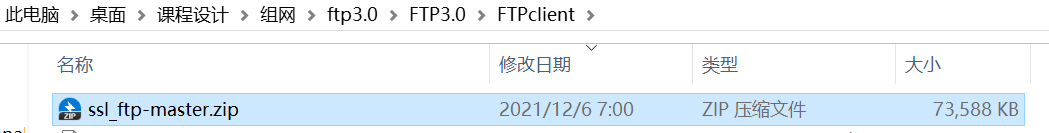 此电脑 > 桌面 > 课程设计 > 组网 > ftp3.0 > FTP3.0 > FTPclient >
名称 修改日期 类型 大小
ZIP ssl_ftp-master.zip 2021/12/6 7:00 ZIP 压缩文件 73,588 KB